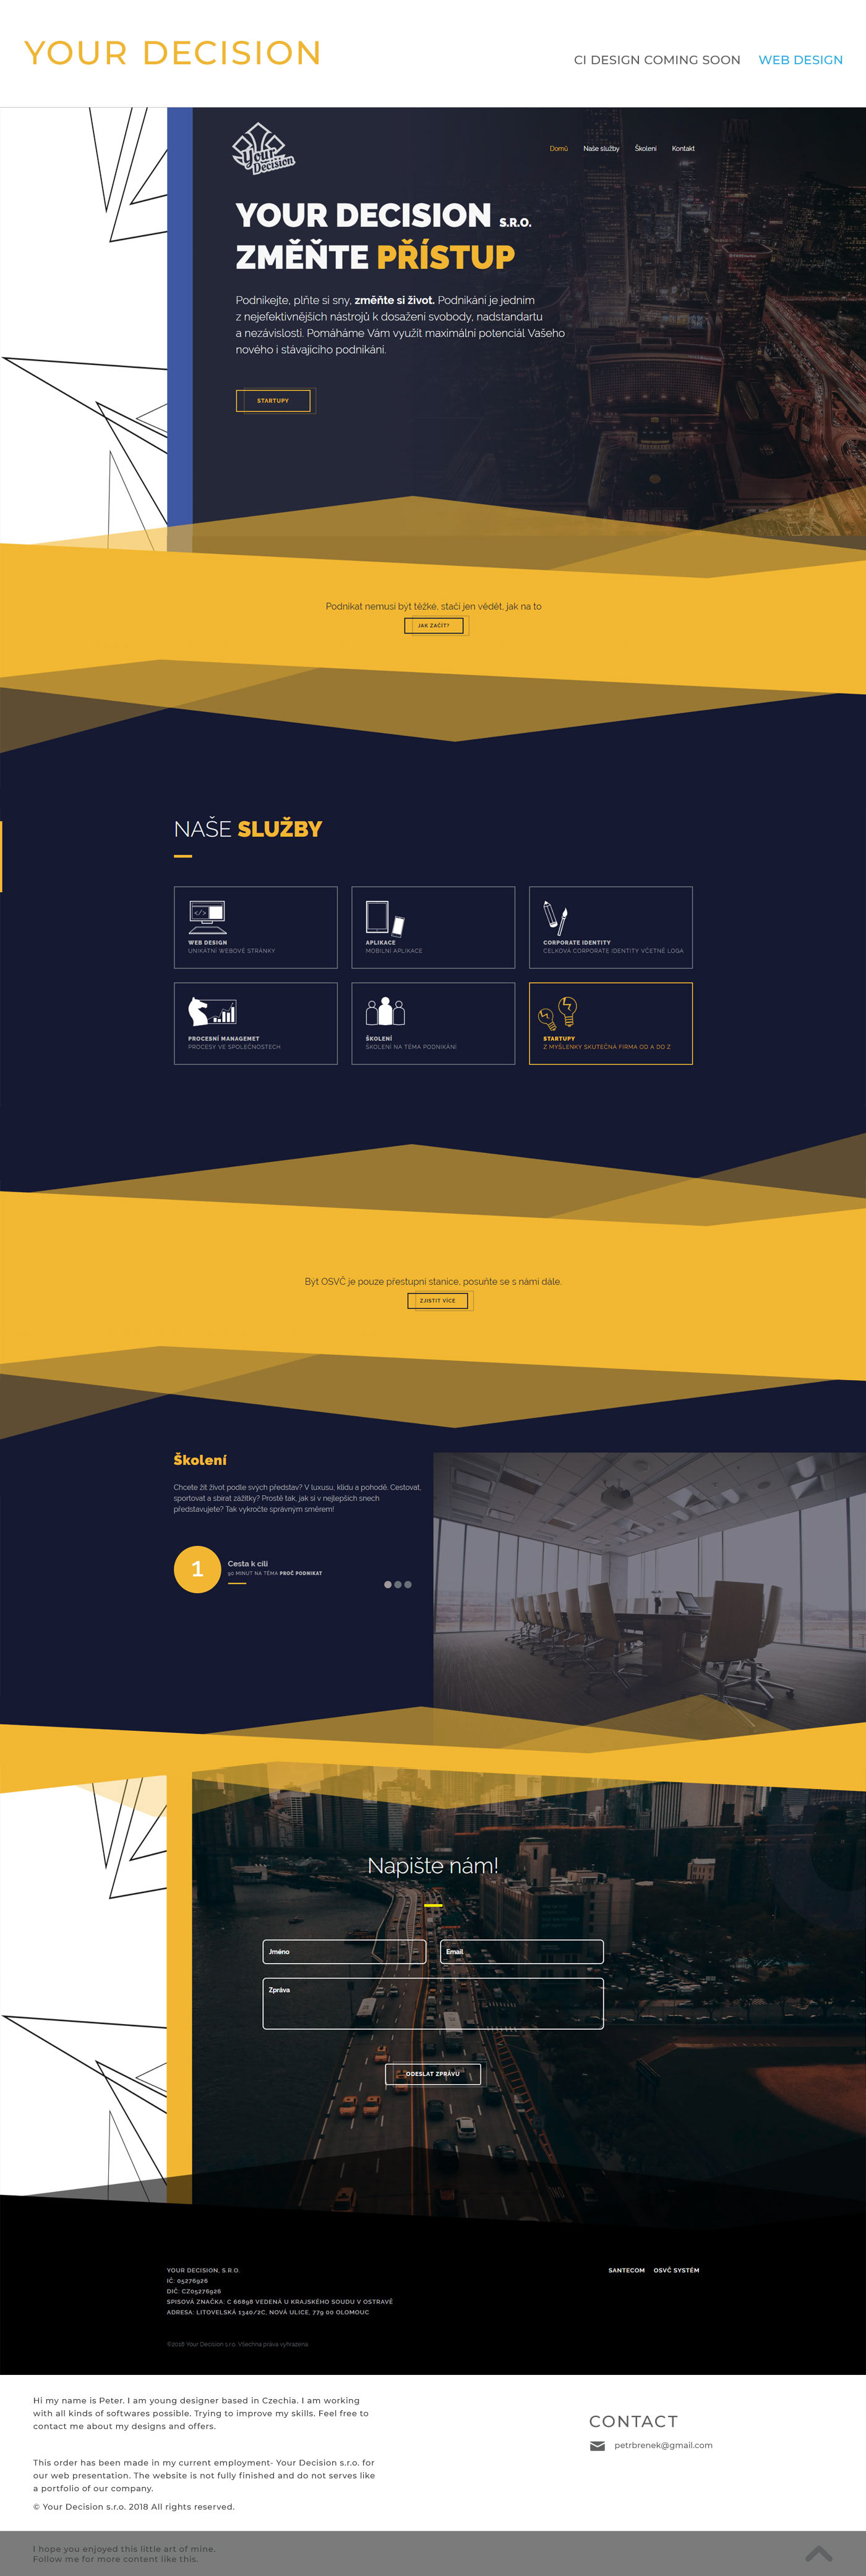 YOUR DECISION
CI DESIGN COMING SOON WEB DESIGN
Your
Decision
Domů Naše služby Školení Kontakt
YOUR DECISION S.R.O.
ZMĚŇTE PŘÍSTUP
Podnikejte, plňte si sny, změňte si život. Podnikání je jedním
z nejefektivnějších nástrojů k dosažení svobody, nadstandartu
a nezávislosti. Pomáháme Vám využít maximální potenciál Vašeho
nového i stávajícího podnikání.
STARTUPY
Podnikat nemusí být těžké, stačí jen vědět, jak na to
JAK ZAČÍT?
NAŠE SLUŽBY
WEB DESIGN
UNIKÁTNÍ WEBOVÉ STRÁNKY
APLIKACE
MOBILNÍ APLIKACE
CORPORATE IDENTITY
CELKOVÁ CORPORATE IDENTITY VČETNĚ LOGA
PROCESNÍ MANAGEMET
PROCESY VE SPOLEČNOSTECH
ŠKOLENÍ
ŠKOLENÍ NA TÉMA PODNIKÁNÍ
STARTUPY
Z MYŠLENKY SKUTEČNÁ FIRMA OD A DO Z
Být OSVČ je pouze přestupní stanice, posuňte se s námi dále.
ZJISTIT VÍCE
Školení
Chcete žít život podle svých představ? V luxusu, klidu a pohodě. Cestovat,
sportovat a sbírat zážitky? Prostě tak, jak si v nejlepších snech
představujete? Tak vykročte správným směrem!
1
Cesta k cíli
90 MINUT NA TÉMA PROČ PODNIKAT
Napište nám!
Jméno
Email
Zpráva
ODESLAT ZPRÁVU
YOUR DECISION, S.R.O.
IČ: 05276926
DIČ: CZ05276926
SPISOVÁ ZNAČKA: C 66898 VEDENÁ U KRAJSKÉHO SOUDU V OSTRAVĚ
ADRESA: LITOVELSKÁ 1340/2C, NOVÁ ULICE, 779 00 OLOMOUC
SANTECOM OSVČ SYSTÉM
©2016 Your Decision s.r.o. Všechna práva vyhrazena.
Hi my name is Peter. I am young designer based in Czechia. I am working
with all kinds of softwares possible. Trying to improve my skills. Feel free to
contact me about my designs and offers.
CONTACT
petrbrenek@gmail.com
This order has been made in my current employment- Your Decision s.r.o. for
our web presentation. The website is not fully finished and do not serves like
a portfolio of our company.
© Your Decision s.r.o. 2018 All rights reserved.
I hope you enjoyed this little art of mine.
Follow me for more content like this.